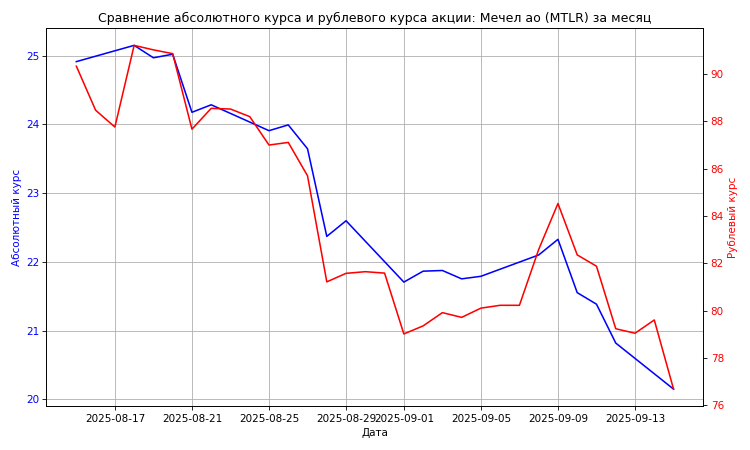 Сравнение абсолютного курса и рублевого курса акции: Мечел ао (MTLR) за месяц
Абсолютный курс
25
24
23
22
21
20
90
88
86
84
82
80
78
76
Рублевый курс
2025-08-17 2025-08-21 2025-08-25 2025-08-29 2025-09-01 2025-09-05 2025-09-09 2025-09-13
Дата